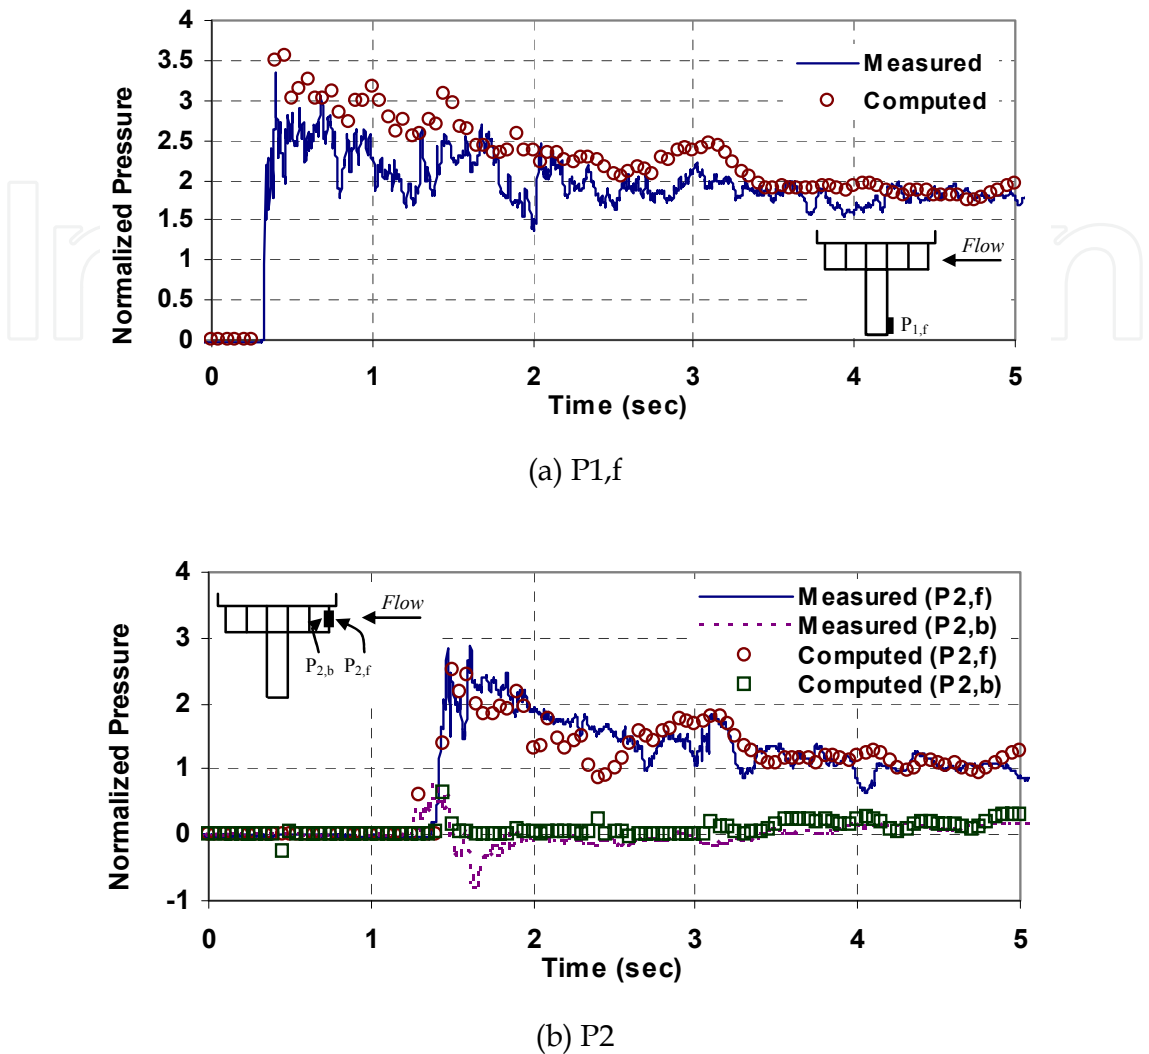 4
3.5
3
2.5
2
1.5
1
0.5
0
Normalized Pressure
Measured
Computed
Flow
P1,f
0 1 2 3 4 5
Time (sec)
(a) P1,f
4
3
2
1
0
-1
Normalized Pressure
Flow
P2,b P2,f
Measured (P2,f)
Measured (P2,b)
Computed (P2,f)
Computed (P2,b)
0 1 2 3 4 5
Time (sec)
(b) P2